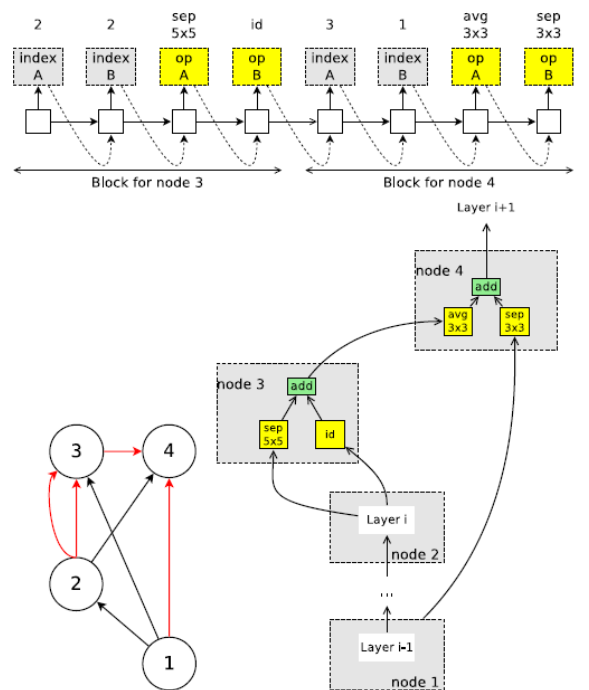 2 2 sep id 3 1 avg sep
5x5 3x3 3x3
index index op op index index op op
A B A B A B A B
Block for node 3 Block for node 4
Layer i+1
node 4
add
avg sep
3x3 3x3
node 3
add
sep id
5x5
3 4
Layer i
node 2
2
...
1
Layer i-1
node 1